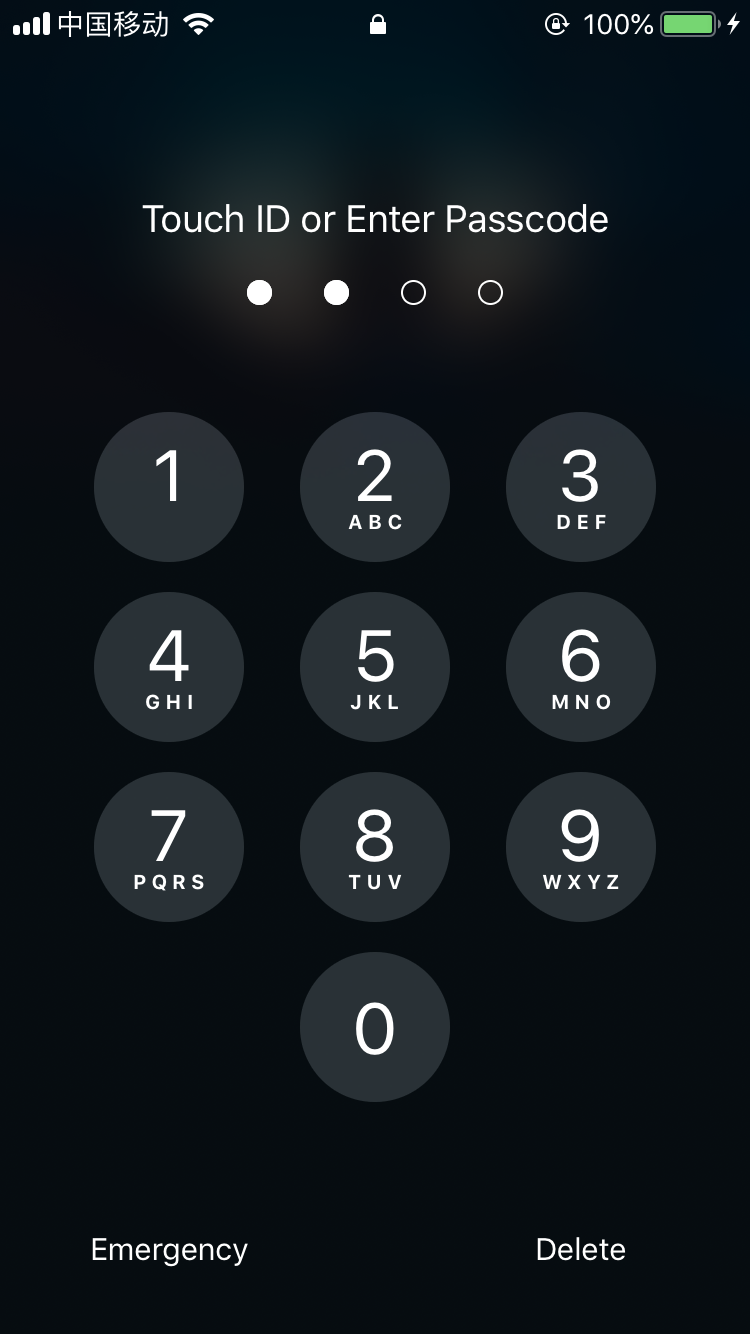 中国移动 100%
Touch ID or Enter Passcode
1 2 3
ABC DEF
4 5 6
GHI JKL MNO
7 8 9
PQRS TUV WXYZ
0
Emergency Delete